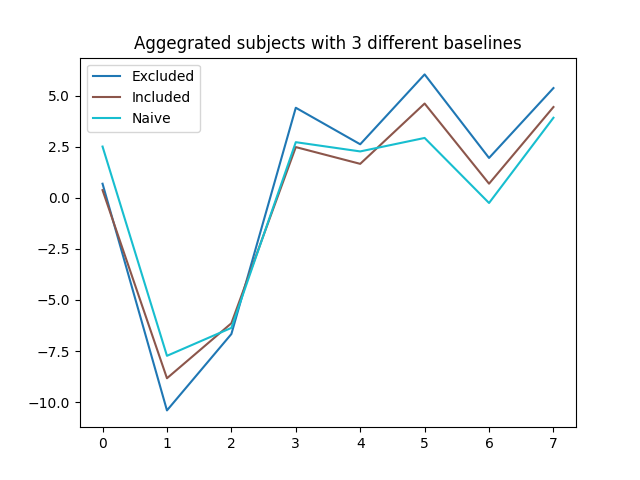 Aggegrated subjects with 3 different baselines
Excluded
Included
Naive
5.0
2.5
0.0
−2.5
−5.0
−7.5
−10.0
0 1 2 3 4 5 6 7